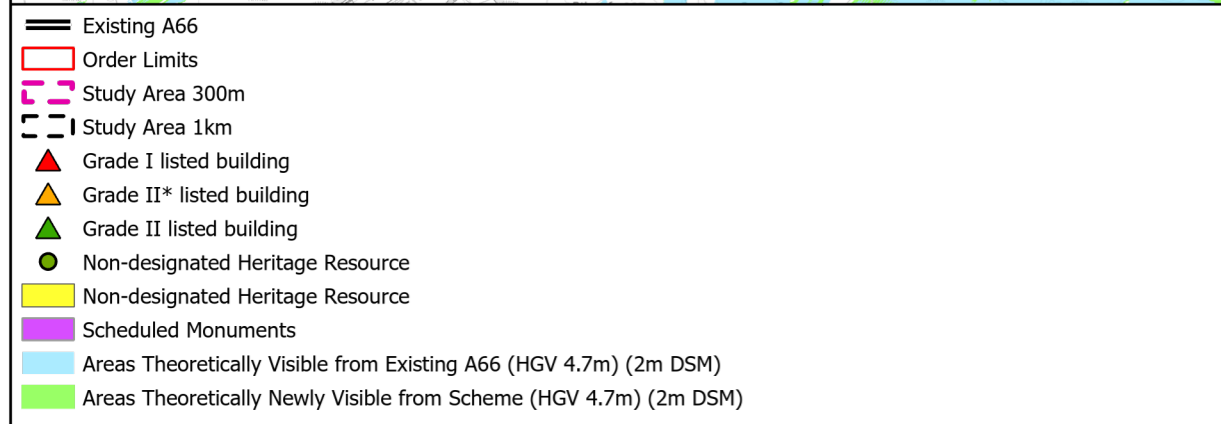 Existing A66
Order Limits
Study Area 300m
Study Area 1km
Grade I listed building
Grade II* listed building
Grade II listed building
Non-designated Heritage Resource
Non-designated Heritage Resource
Scheduled Monuments
Areas Theoretically Visible from Existing A66 (HGV 4.7m) (2m DSM)
Areas Theoretically Newly Visible from Scheme (HGV 4.7m) (2m DSM)